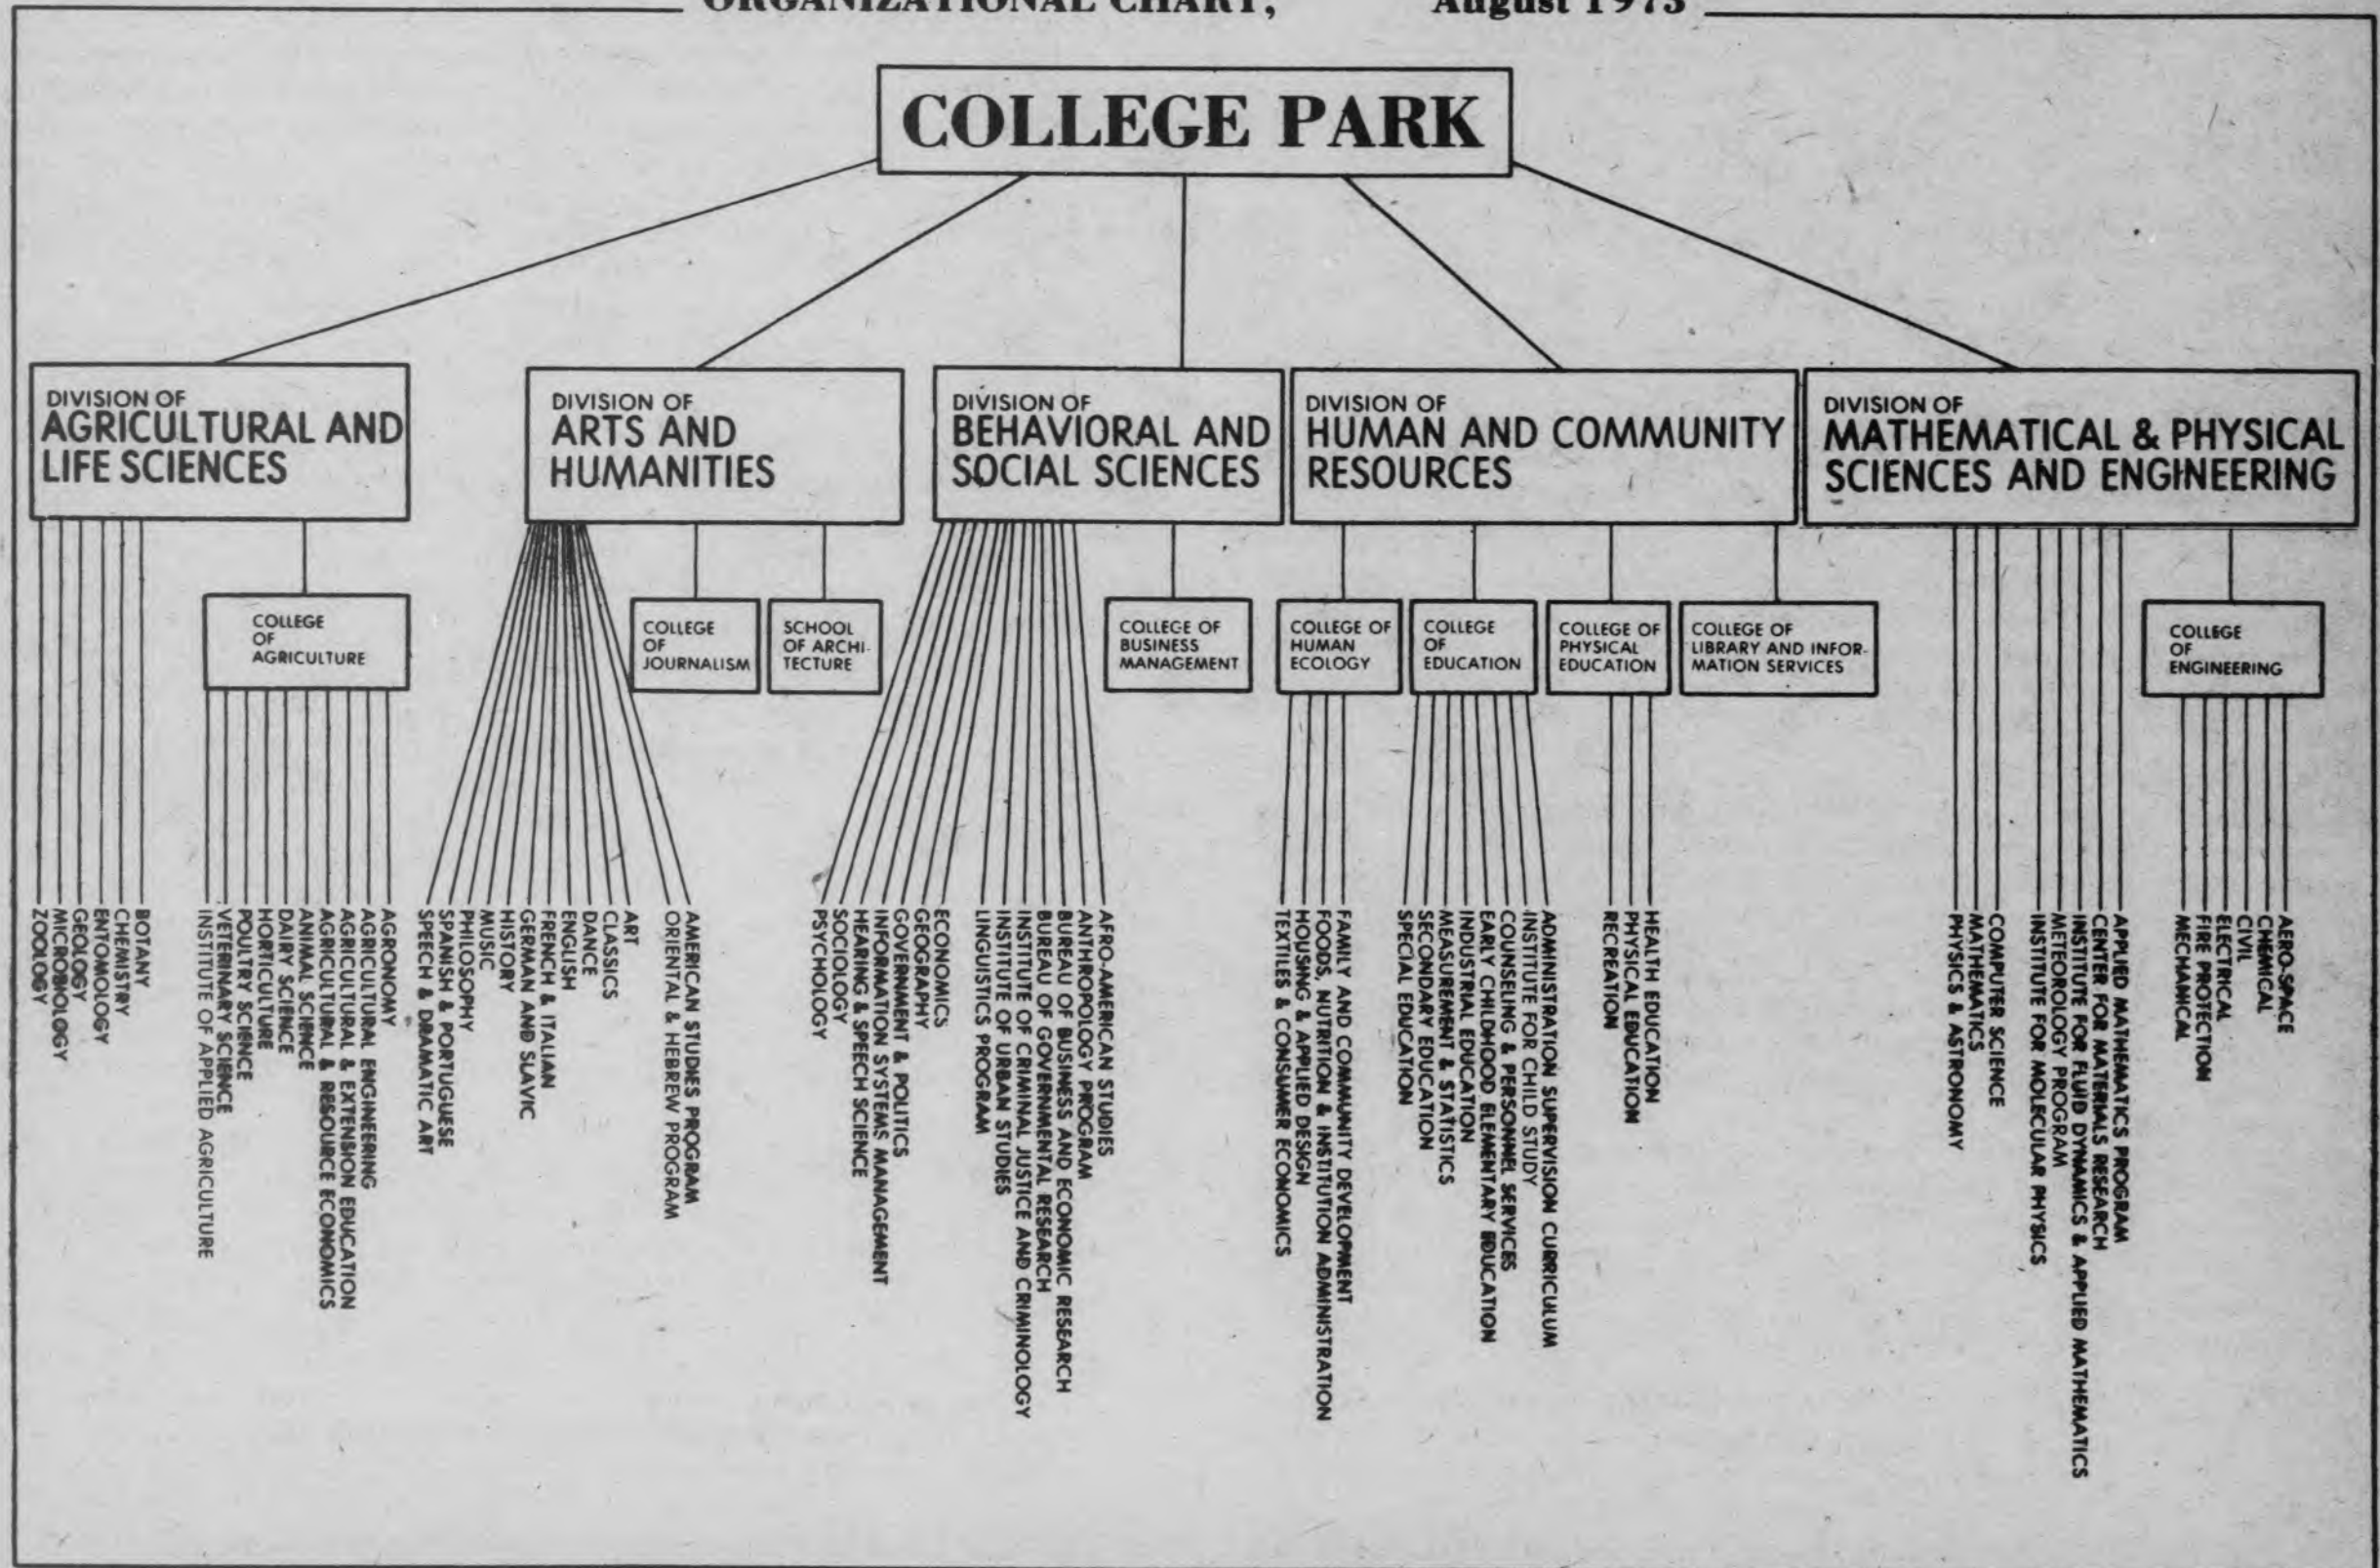 ORGANIZATIONAL CHART, August 1973
COLLEGE PARK
DIVISION OF
AGRICULTURAL AND
LIFE SCIENCES
DIVISION OF
ARTS AND
HUMANITIES
DIVISION OF
BEHAVIORAL AND
SOCIAL SCIENCES
DIVISION OF
HUMAN AND COMMUNITY
RESOURCES
DIVISION OF
MATHEMATICAL & PHYSICAL
SCIENCES AND ENGINEERING
COLLEGE
OF
AGRICULTURE
COLLEGE
OF
JOURNALISM
SCHOOL
OF ARCHI-
TECTURE
COLLEGE OF
BUSINESS
MANAGEMENT
COLLEGE OF
HUMAN
ECOLOGY
COLLEGE
OF
EDUCATION
COLLEGE OF
PHYSICAL
EDUCATION
COLLEGE OF
LIBRARY AND INFOR-
MATION SERVICES
COLLEGE
OF
ENGINEERING
ZOOLOGY
MICROBIOLOGY
GEOLOGY
ENTOMOLOGY
CHEMISTRY
BOTANY
INSTITUTE OF APPLIED AGRICULTURE
VETERINARY SCIENCE
POULTRY SCIENCE
HORTICULTURE
DAIRY SCIENCE
ANIMAL SCIENCE
AGRICULTURAL & RESOURCE ECONOMICS
AGRICULTURAL & EXTENSION EDUCATION
AGRICULTURAL ENGINEERING
AGRONOMY
SPEECH & DRAMATIC ART
SPANISH & PORTUGUESE
PHILOSOPHY
MUSIC
HISTORY
GERMAN AND SLAVIC
FRENCH & ITALIAN
ENGLISH
DANCE
CLASSICS
ART
ORIENTAL & HEBREW PROGRAM
AMERICAN STUDIES PROGRAM
PSYCHOLOGY
SOCIOLOGY
HEARING & SPEECH SCIENCE
INFORMATION SYSTEMS MANAGEMENT
GOVERNMENT & POLITICS
GEOGRAPHY
ECONOMICS
LINGUISTICS PROGRAM
INSTITUTE OF URBAN STUDIES
INSTITUTE OF CRIMINAL JUSTICE AND CRIMINOLOGY
BUREAU OF GOVERNMENTAL RESEARCH
BUREAU OF BUSINESS AND ECONOMIC RESEARCH
ANTHROPOLOGY PROGRAM
AFRO-AMERICAN STUDIES
TEXTILES & CONSUMER ECONOMICS
HOUSING & APPLIED DESIGN
FOODS, NUTRITION & INSTITUTION ADMINISTRATION
FAMILY AND COMMUNITY DEVELOPMENT
SPECIAL EDUCATION
SECONDARY EDUCATION
MEASUREMENT & STATISTICS
INDUSTRIAL EDUCATION
EARLY CHILDHOOD ELEMENTARY EDUCATION
COUNSELING & PERSONNEL SERVICES
INSTITUTE FOR CHILD STUDY
ADMINISTRATION SUPERVISION CURRICULUM
RECREATION
PHYSICAL EDUCATION
HEALTH EDUCATION
PHYSICS & ASTRONOMY
MATHEMATICS
COMPUTER SCIENCE
INSTITUTE FOR MOLECULAR PHYSICS
METEOROLOGY PROGRAM
INSTITUTE FOR FLUID DYNAMICS & APPLIED MATHEMATICS
CENTER FOR MATERIALS RESEARCH
APPLIED MATHEMATICS PROGRAM
MECHAMICAL
FIRE PROTECTION
ELECTRICAL
CIVIL
CHEMICAL
AERO-SPACE